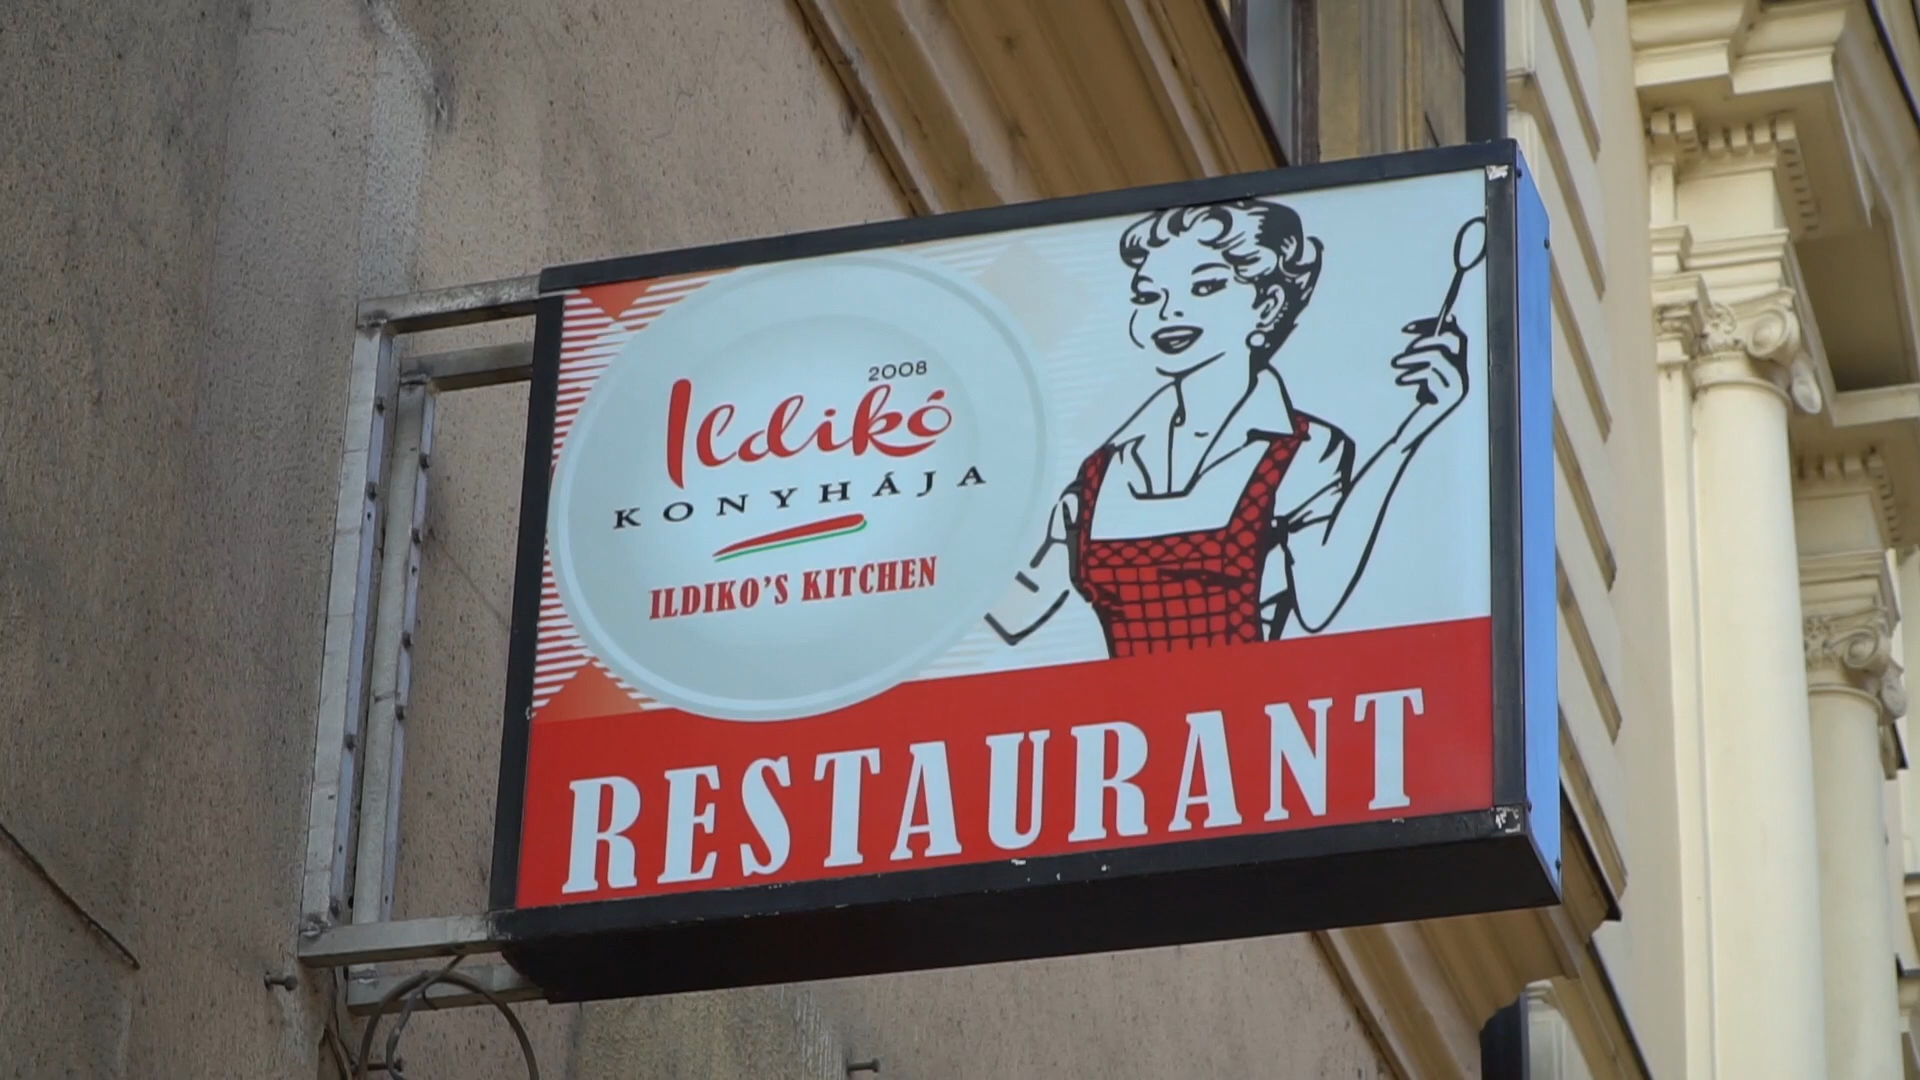 2008
Ildikó
KONYHÁJA
ILDIKO'S KITCHEN
RESTAURANT